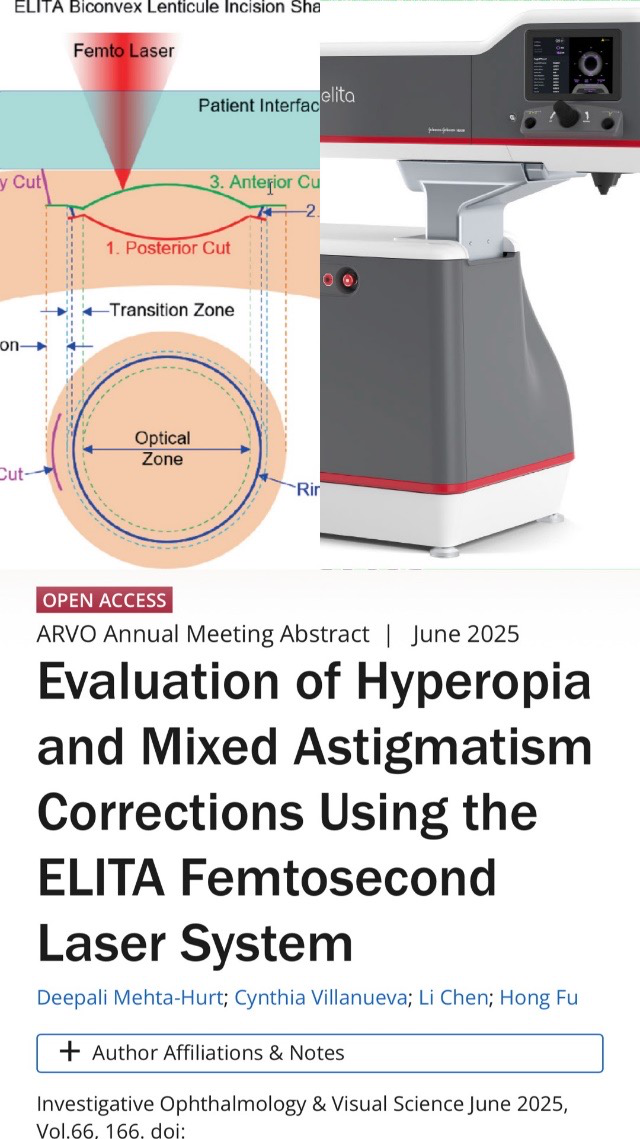 ELITA Biconvex Lenticule Incision Sha
Femto Laser
Patient Interfac
y Cut
3. Anterior Cu
2.
1. Posterior Cut
Transition Zone
on
Optical
Zone
Cut
Rin
elita
OPEN ACCESS
ARVO Annual Meeting Abstract | June 2025
Evaluation of Hyperopia
and Mixed Astigmatism
Corrections Using the
ELITA Femtosecond
Laser System
Deepali Mehta-Hurt; Cynthia Villanueva; Li Chen; Hong Fu
+ Author Affiliations & Notes
Investigative Ophthalmology & Visual Science June 2025,
Vol.66, 166. doi: